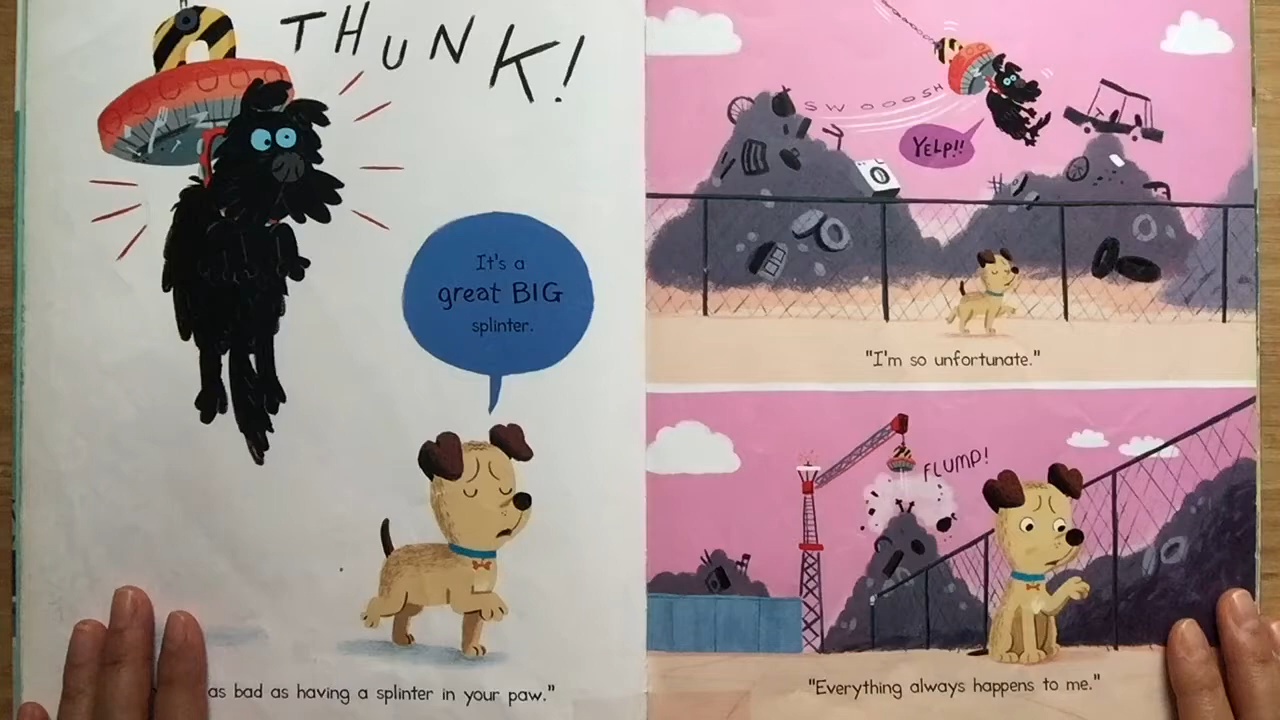 THUNK!
It's a
great BIG
splinter.
as bad as having a splinter in your paw."
SWOOOSH
YELP!!
"I'm so unfortunate."
FLUMP!
"Everything always happens to me."